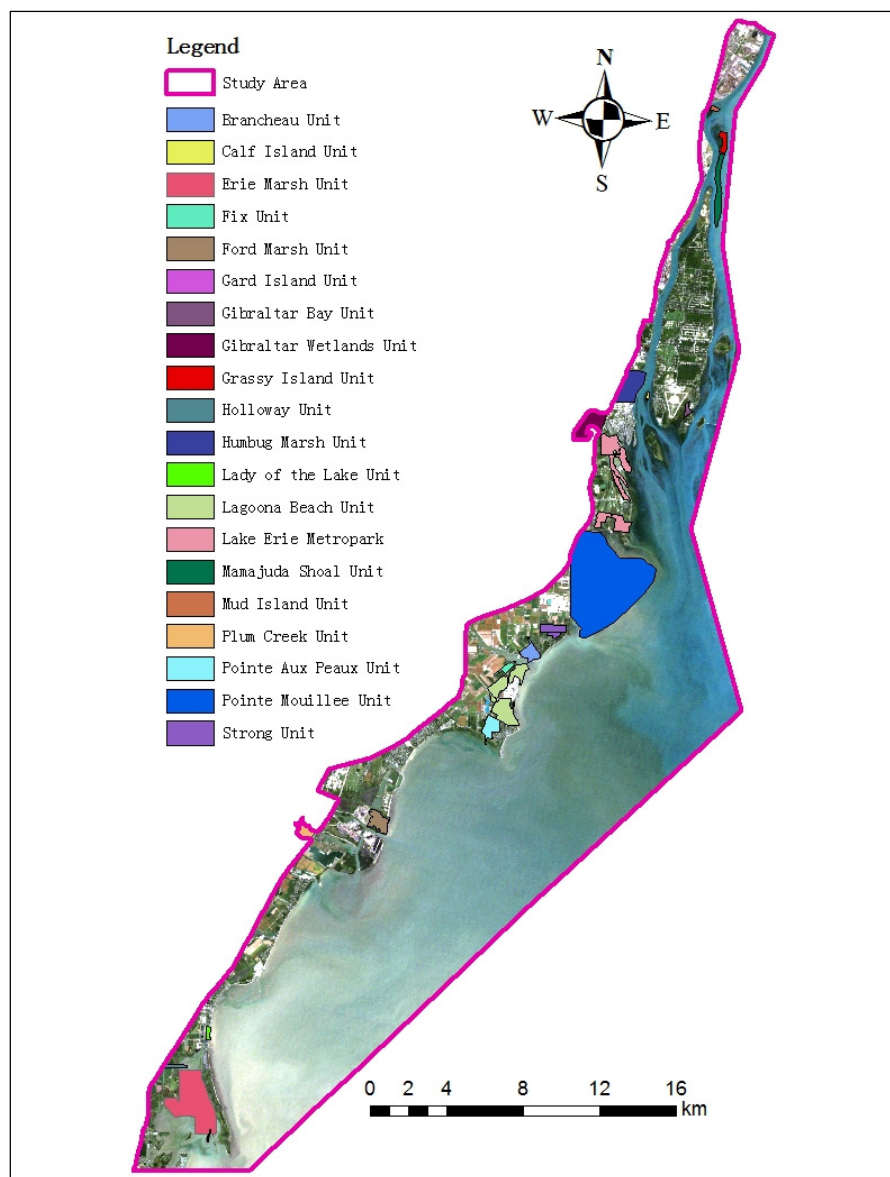 Legend
Study Area
Brancheau Unit
Calf Island Unit
Erie Marsh Unit
Fix Unit
Ford Marsh Unit
Gard Island Unit
Gibraltar Bay Unit
Gibraltar Wetlands Unit
Grassy Island Unit
Holloway Unit
Humbug Marsh Unit
Lady of the Lake Unit
Lagoona Beach Unit
Lake Erie Metropark
Mamajuda Shoal Unit
Mud Island Unit
Plum Creek Unit
Pointe Aux Peaux Unit
Pointe Mouillee Unit
Strong Unit
N
W E
S
0 2 4 8 12 16
km